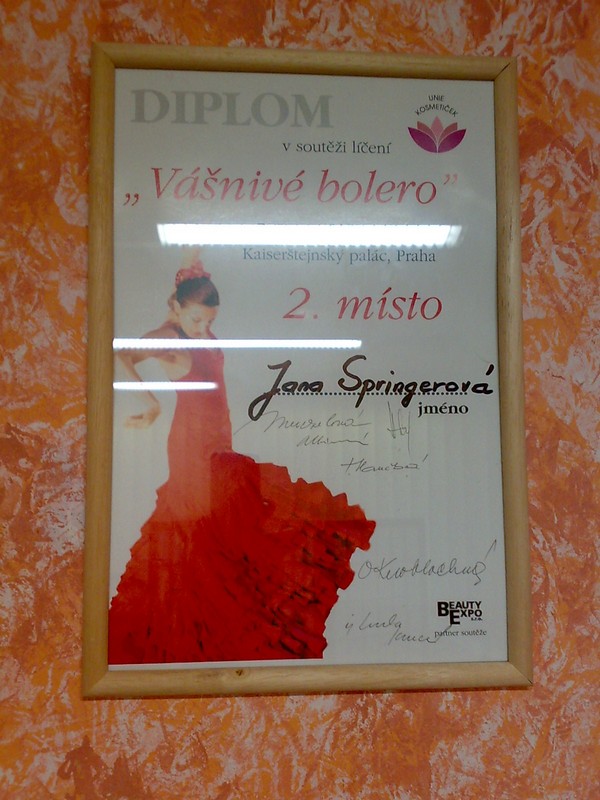 DIPLOM
UNIE
KOSMETIČEK
v soutěži líčení
„Vášnivé bolero”
Kaiserštejnský palác, Praha
2. místo
Jana Springerová
jméno
BEAUTY
EXPO
s.r.o.
partner soutěže